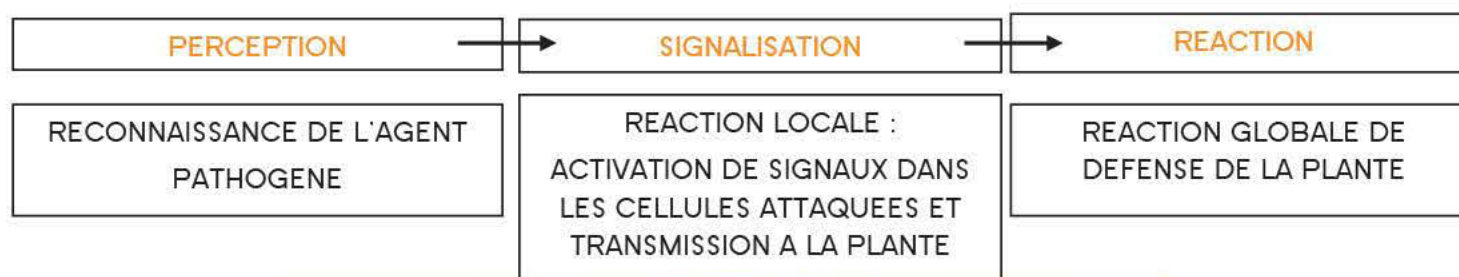 PERCEPTION
SIGNALISATION
REACTION
RECONNAISSANCE DE L'AGENT
PATHOGENE
REACTION LOCALE :
ACTIVATION DE SIGNAUX DANS
LES CELLULES ATTAQUEES ET
TRANSMISSION A LA PLANTE
REACTION GLOBALE DE
DEFENSE DE LA PLANTE